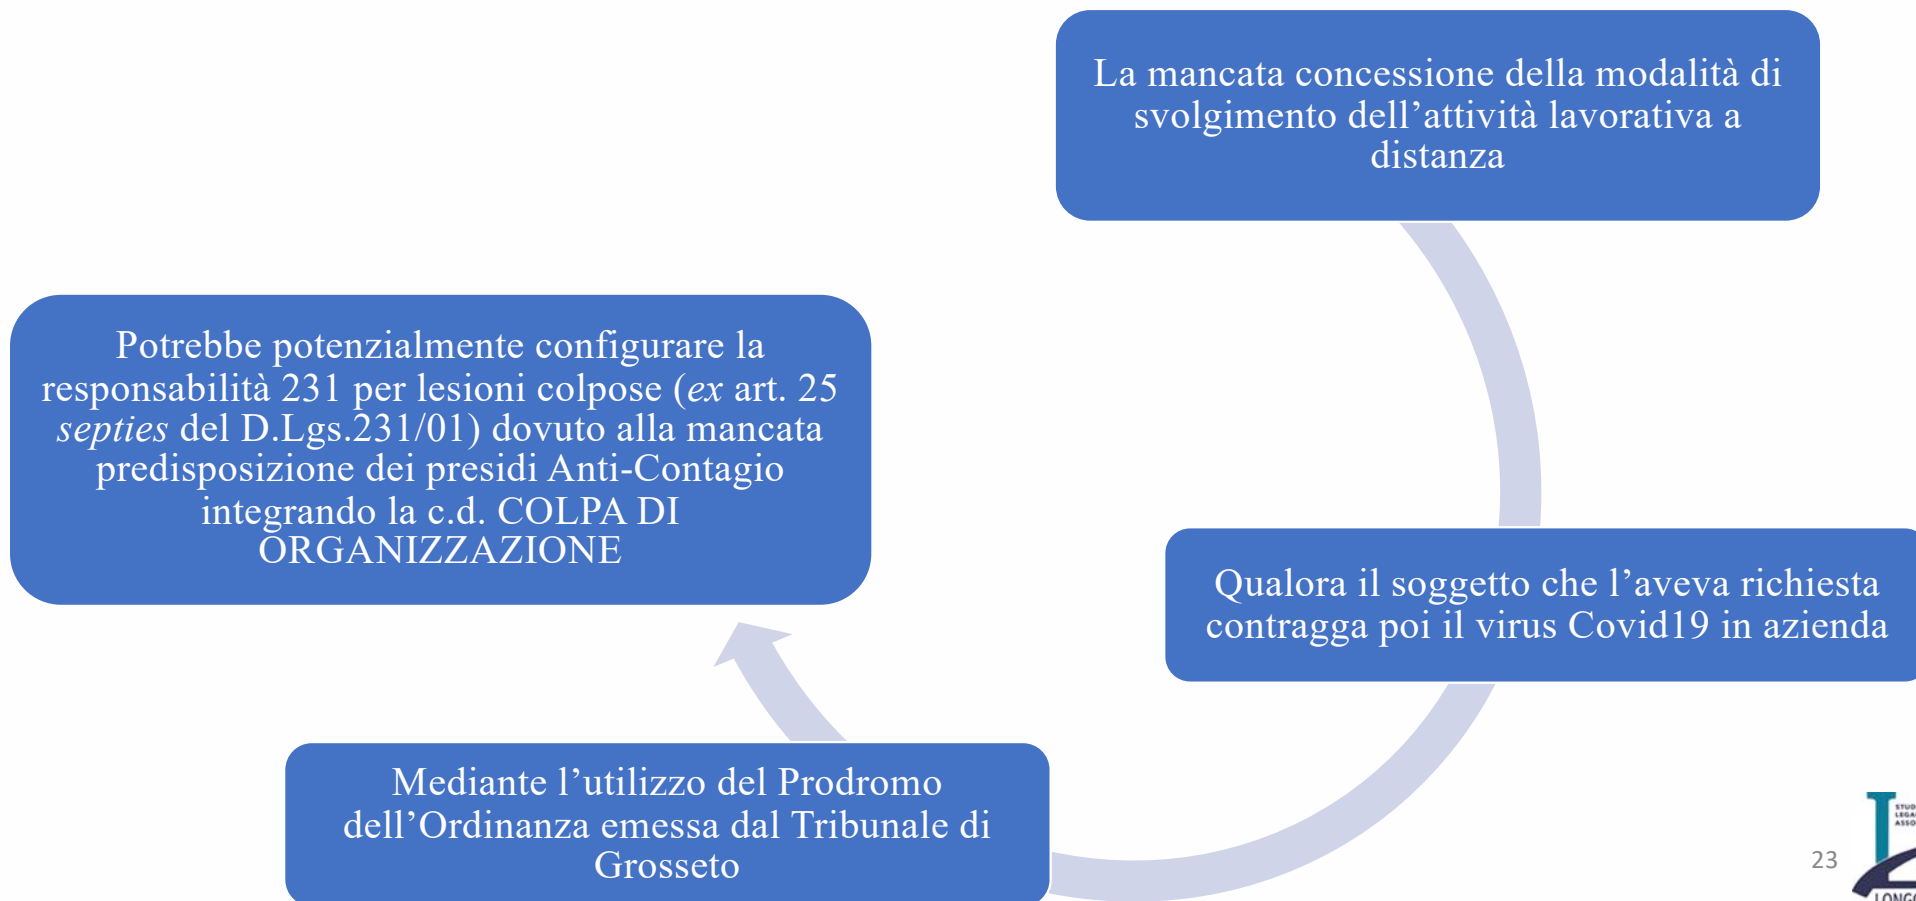 La mancata concessione della modalità di
svolgimento dell’attività lavorativa a
distanza
Qualora il soggetto che l’aveva richiesta
contragga poi il virus Covid19 in azienda
Mediante l’utilizzo del Prodromo
dell’Ordinanza emessa dal Tribunale di
Grosseto
Potrebbe potenzialmente configurare la
responsabilità 231 per lesioni colpose (ex art. 25
septies del D.Lgs.231/01) dovuto alla mancata
predisposizione dei presidi Anti-Contagio
integrando la c.d. COLPA DI
ORGANIZZAZIONE
23